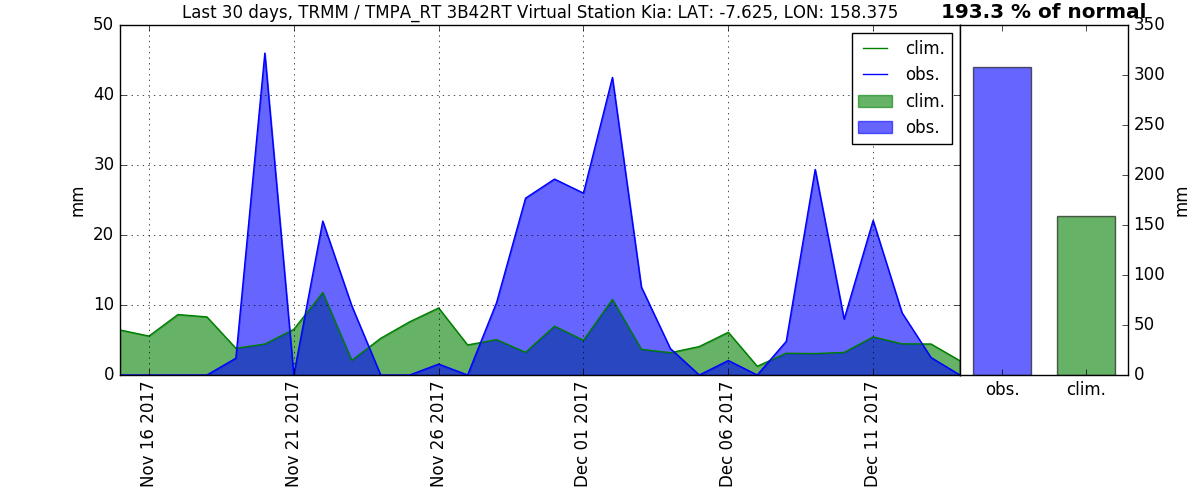 Last 30 days, TRMM / TMPA_RT 3B42RT Virtual Station Kia: LAT: -7.625, LON: 158.375
193.3 % of normal
50
40
30
20
10
0
mm
clim.
obs.
clim.
obs.
350
300
250
200
150
100
50
0
mm
Nov 16 2017
Nov 21 2017
Nov 26 2017
Dec 01 2017
Dec 06 2017
Dec 11 2017
obs.
clim.